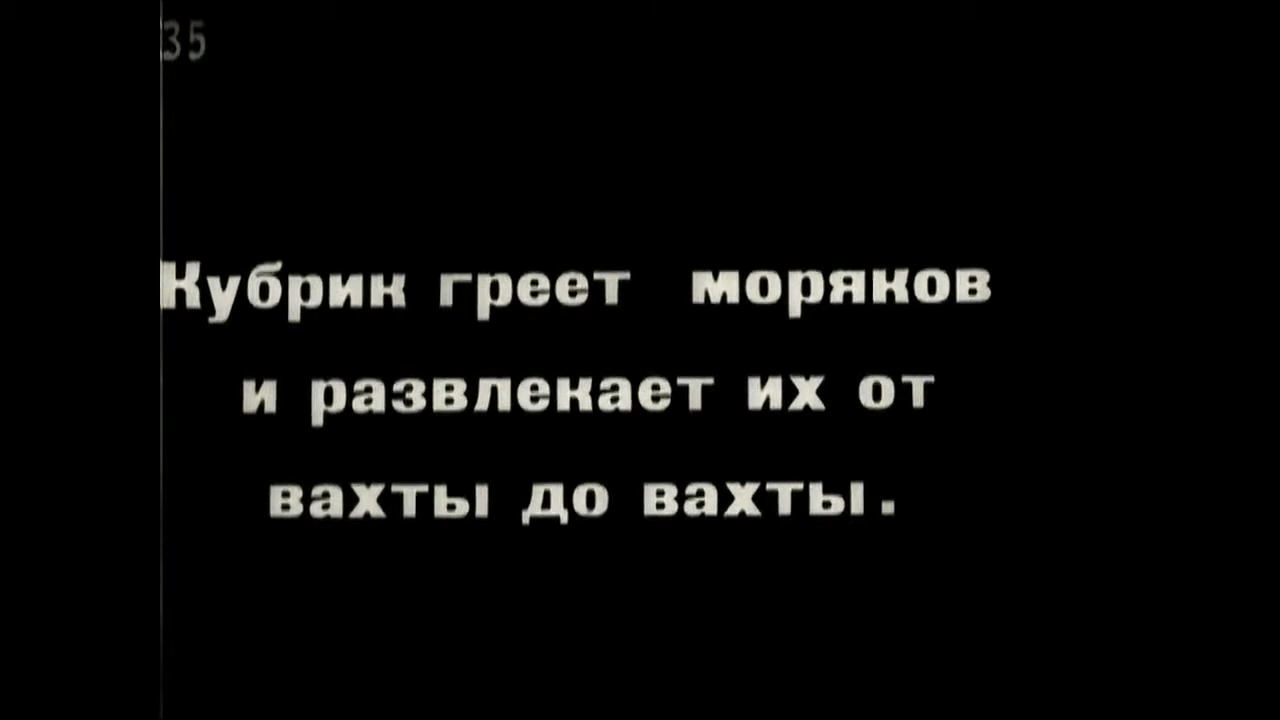 35
Кубрик греет моряков
и развлекает их от
вахты до вахты.